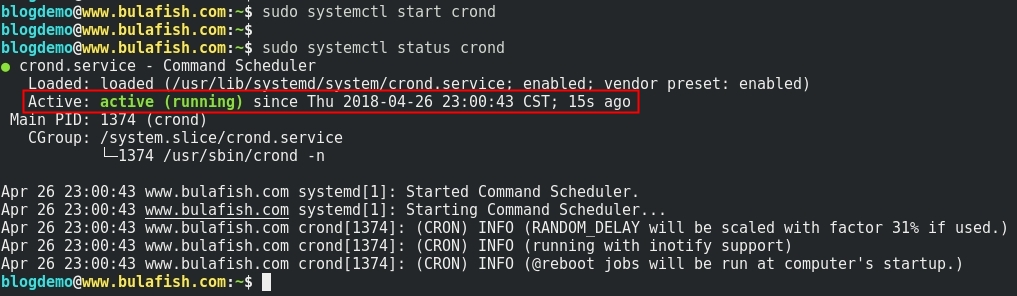 blogdemo@www.bulafish.com:~$ sudo systemctl start crond
blogdemo@www.bulafish.com:~$
blogdemo@www.bulafish.com:~$ sudo systemctl status crond
● crond.service - Command Scheduler
   Loaded: loaded (/usr/lib/systemd/system/crond.service; enabled; vendor preset: enabled)
   Active: active (running) since Thu 2018-04-26 23:00:43 CST; 15s ago
 Main PID: 1374 (crond)
   CGroup: /system.slice/crond.service
           └─1374 /usr/sbin/crond -n

Apr 26 23:00:43 www.bulafish.com systemd[1]: Started Command Scheduler.
Apr 26 23:00:43 www.bulafish.com systemd[1]: Starting Command Scheduler...
Apr 26 23:00:43 www.bulafish.com crond[1374]: (CRON) INFO (RANDOM_DELAY will be scaled with factor 31% if used.)
Apr 26 23:00:43 www.bulafish.com crond[1374]: (CRON) INFO (running with inotify support)
Apr 26 23:00:43 www.bulafish.com crond[1374]: (CRON) INFO (@reboot jobs will be run at computer's startup.)
blogdemo@www.bulafish.com:~$